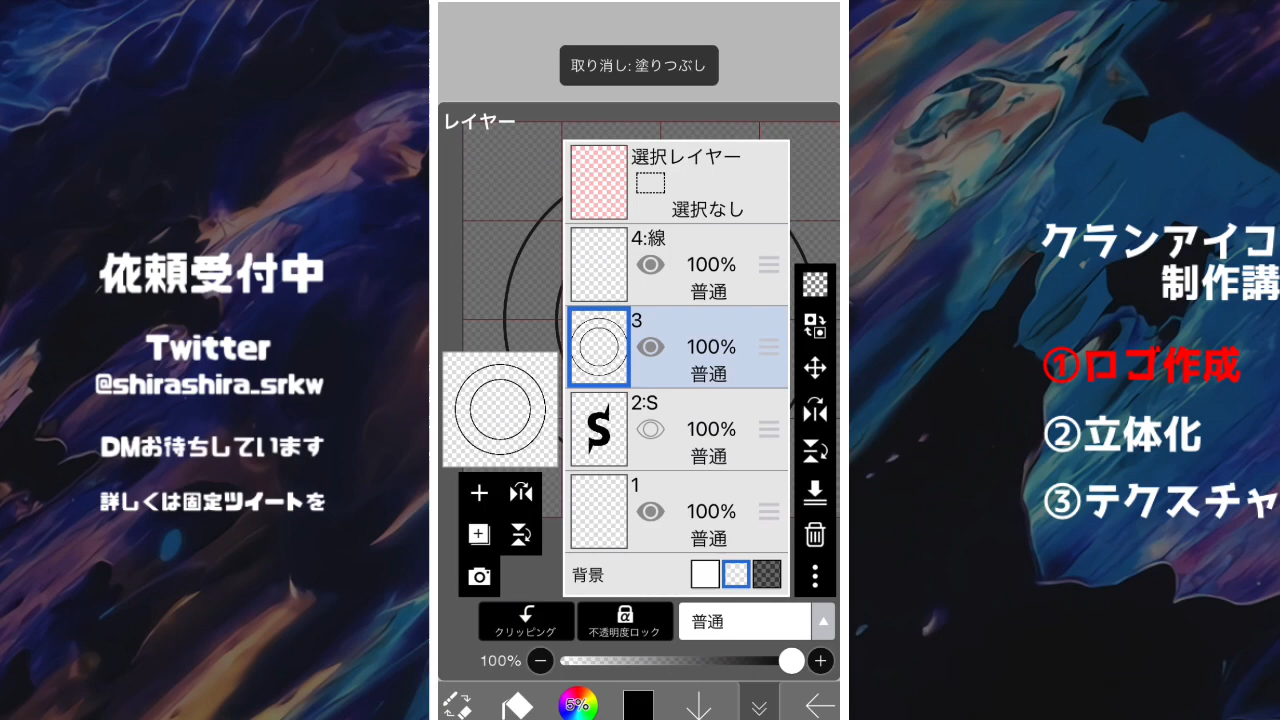 依頼受付中
Twitter
@shirashira_srkw
DMお待ちしています
詳しくは固定ツイートを
取り消し: 塗りつぶし
レイヤー
選択レイヤー
選択なし
4:線
100%
普通
3
100%
普通
2:S
S
100%
普通
1
100%
普通
背景
クリッピング
α
不透明度ロック
普通
100%
5%
クランアイコ
制作講
①ロゴ作成
②立体化
③テクスチャ